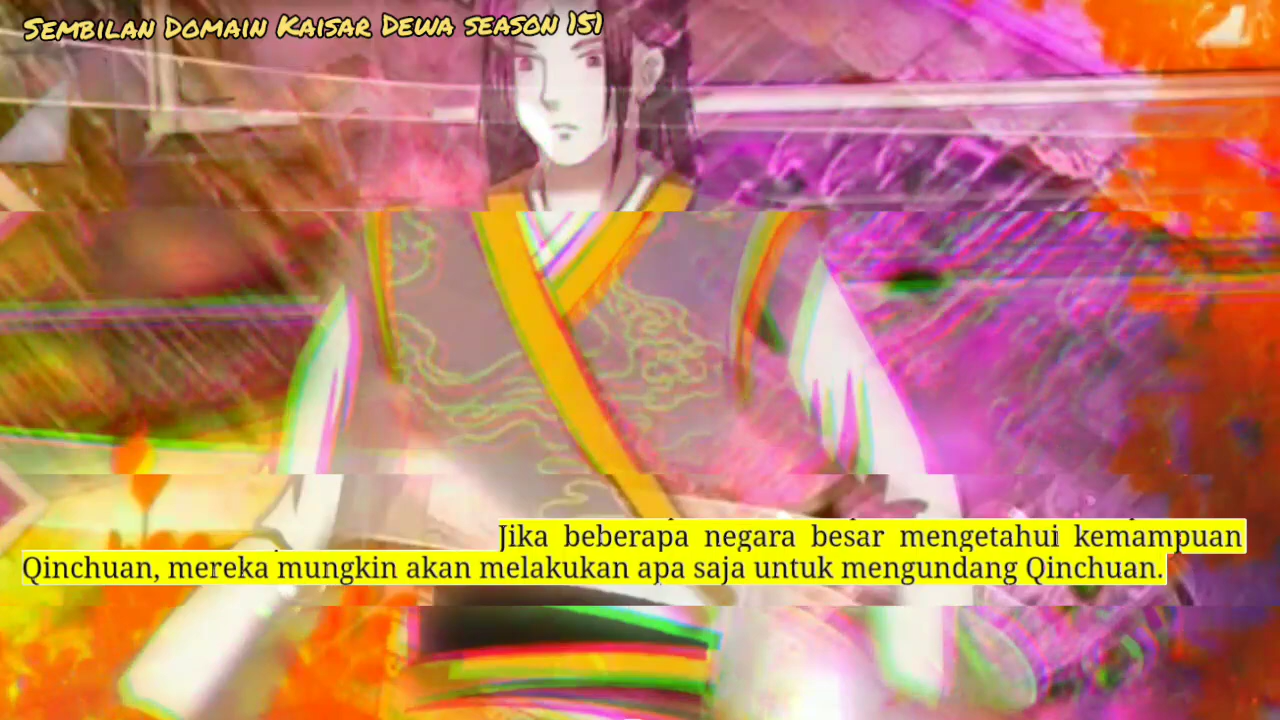 Sembilan Domain Kaisar Dewa season 151
Jika beberapa negara besar mengetahui kemampuan
Qinchuan, mereka mungkin akan melakukan apa saja untuk mengundang Qinchuan.